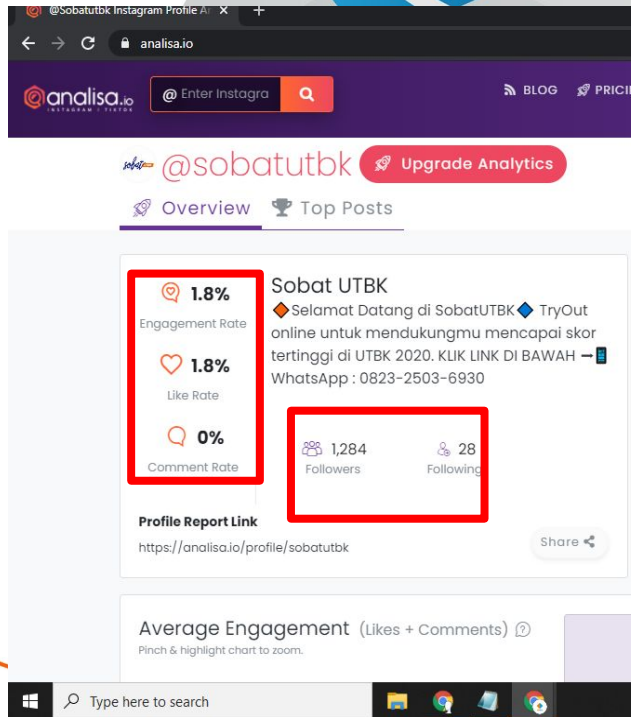 @Sobatutbk Instagram Profile An
analisa.io
analisa.io
INSTAGRAM + TIKTOK
@ Enter Instagra
BLOG
PRICI
sobat
@sobatutbk
Upgrade Analytics
Overview
Top Posts
1.8%
Engagement Rate
1.8%
Like Rate
0%
Comment Rate
Sobat UTBK
🔶Selamat Datang di SobatUTBK🔷 TryOut
online untuk mendukungmu mencapai skor
tertinggi di UTBK 2020. KLIK LINK DI BAWAH →📱
WhatsApp : 0823-2503-6930
1,284
Followers
28
Following
Profile Report Link
https://analisa.io/profile/sobatutbk
Share
Average Engagement (Likes + Comments)
Pinch & highlight chart to zoom.
Type here to search